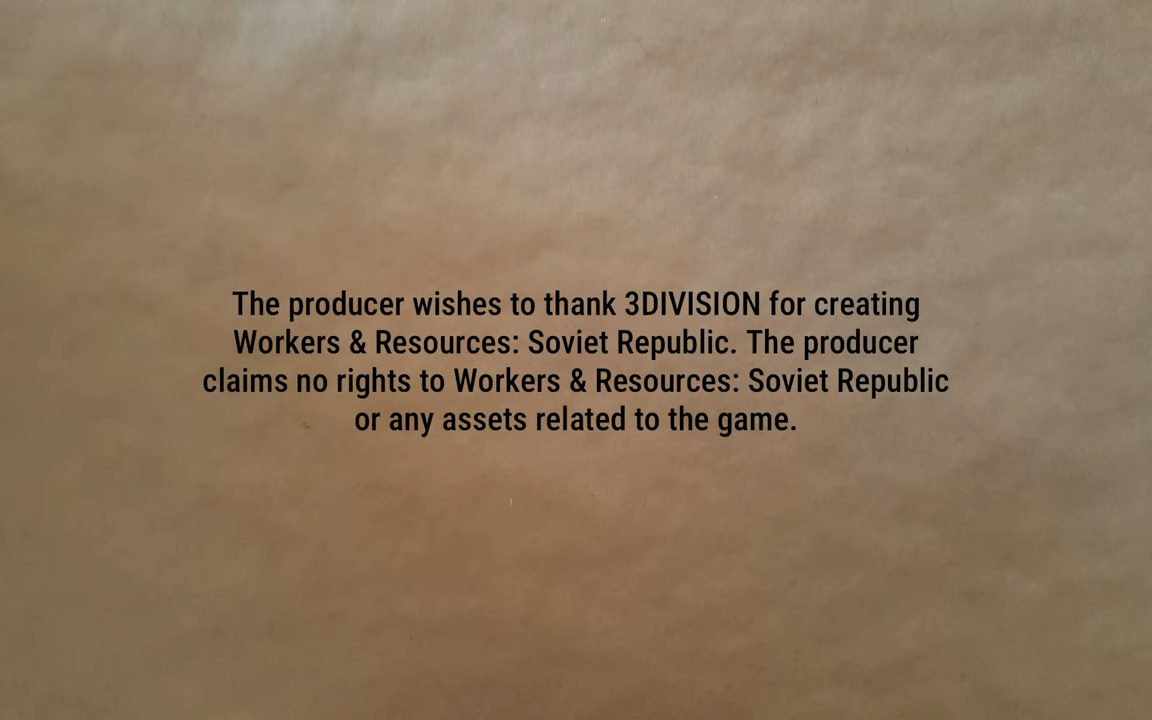 The producer wishes to thank 3DIVISION for creating
Workers & Resources: Soviet Republic. The producer
claims no rights to Workers & Resources: Soviet Republic
or any assets related to the game.